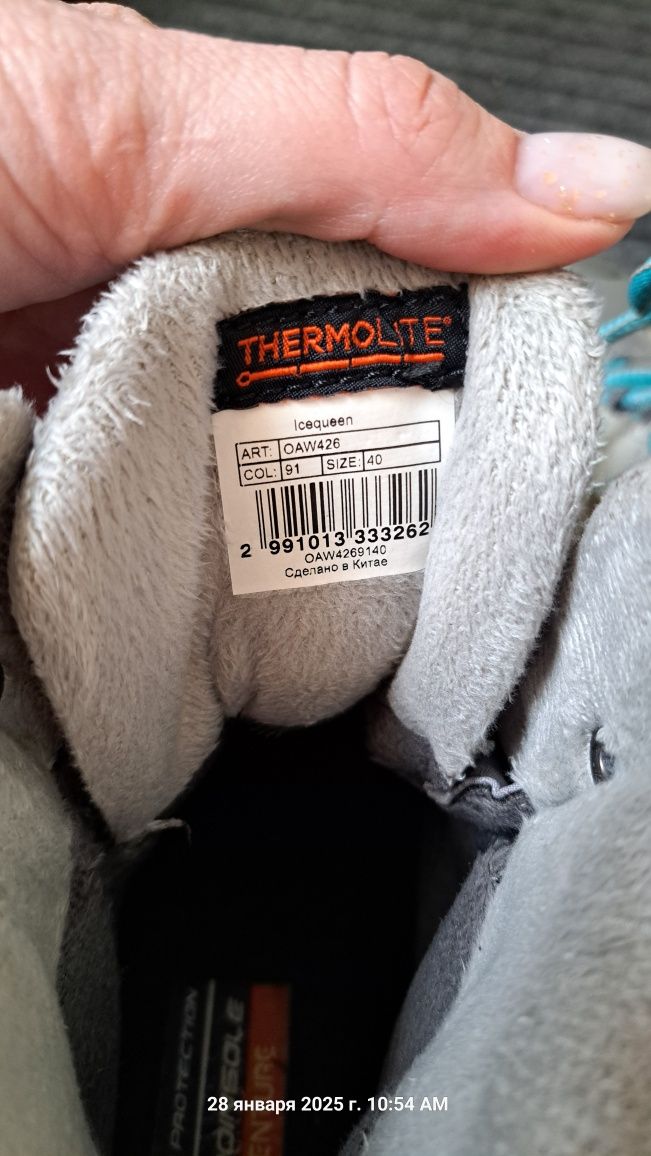 THERMOLITE®
Icequeen
ART: OAW426
COL: 91 SIZE: 40
2 991013 333262
OAW4269140
Сделано в Китае
PROTECTION
28 января 2025 г. 10:54 AM